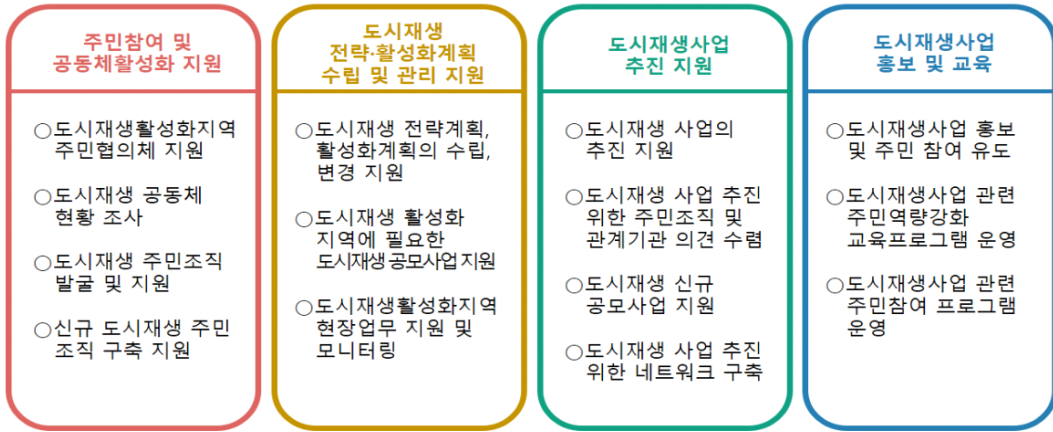 주민참여 및
공동체활성화 지원
○도시재생활성화지역
주민협의체 지원
○도시재생 공동체
현황 조사
○도시재생 주민조직
발굴 및 지원
○신규 도시재생 주민
조직 구축 지원
도시재생
전략·활성화계획
수립 및 관리 지원
○도시재생 전략계획,
활성화계획의 수립,
변경 지원
○도시재생 활성화
지역에 필요한
도시재생공모사업지원
○도시재생활성화지역
현장업무 지원 및
모니터링
도시재생사업
추진 지원
○도시재생 사업의
추진 지원
○도시재생 사업 추진
위한 주민조직 및
관계기관 의견 수렴
○도시재생 신규
공모사업 지원
○도시재생 사업 추진
위한 네트워크 구축
도시재생사업
홍보 및 교육
○도시재생사업 홍보
및 주민 참여 유도
○도시재생사업 관련
주민역량강화
교육프로그램 운영
○도시재생사업 관련
주민참여 프로그램
운영